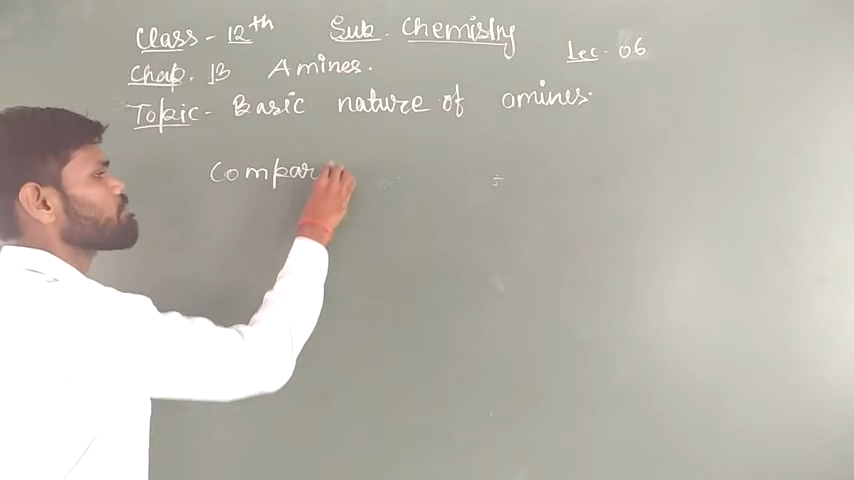 Class - 12th Sub. Chemistry
Lec. 06
Chap. 13 Amines.
Topic - Basic nature of amines.
Compar